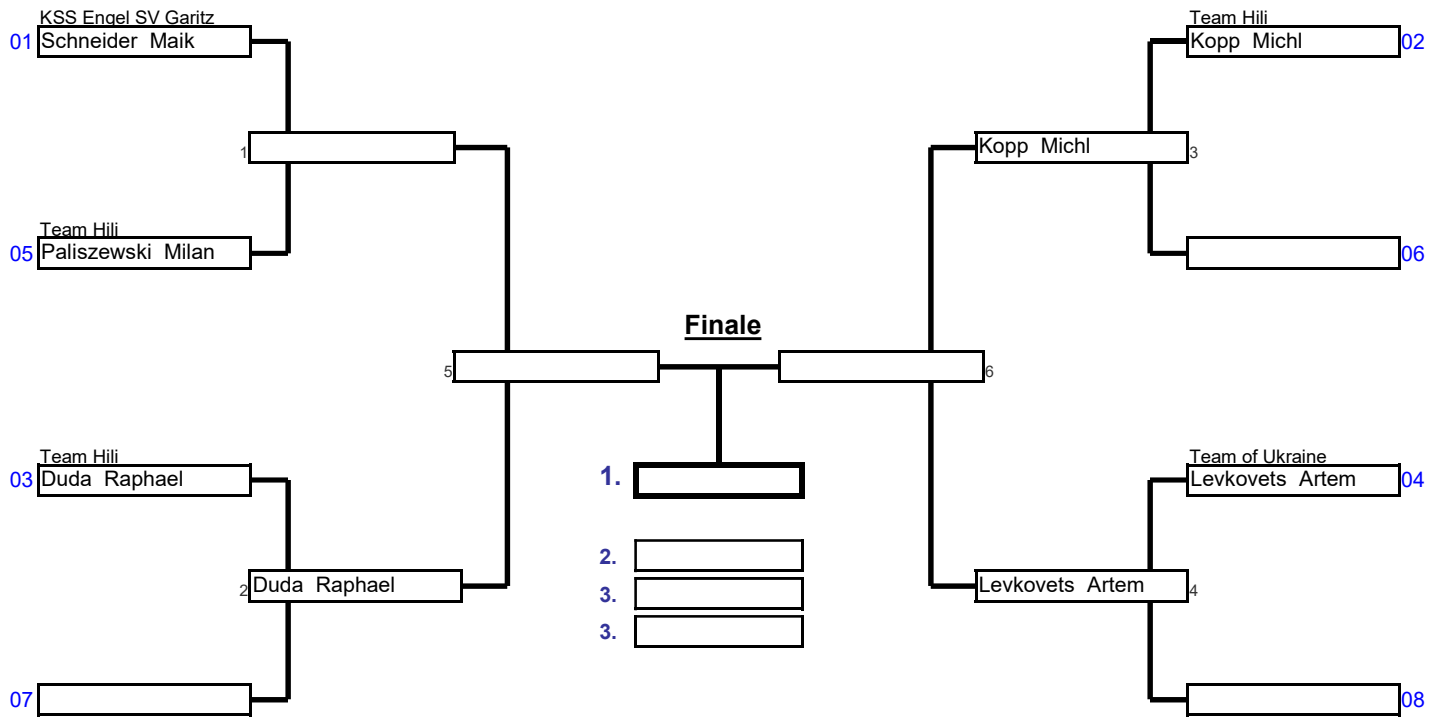 KSS Engel SV Garitz
01 Schneider Maik
Team Hili
Kopp Michl 02
1
Kopp Michl 3
Team Hili
05 Paliszewski Milan
06
Finale
5
6
Team Hili
03 Duda Raphael
Team of Ukraine
Levkovets Artem 04
1.
2.
3.
3.
2 Duda Raphael
Levkovets Artem 4
07
08